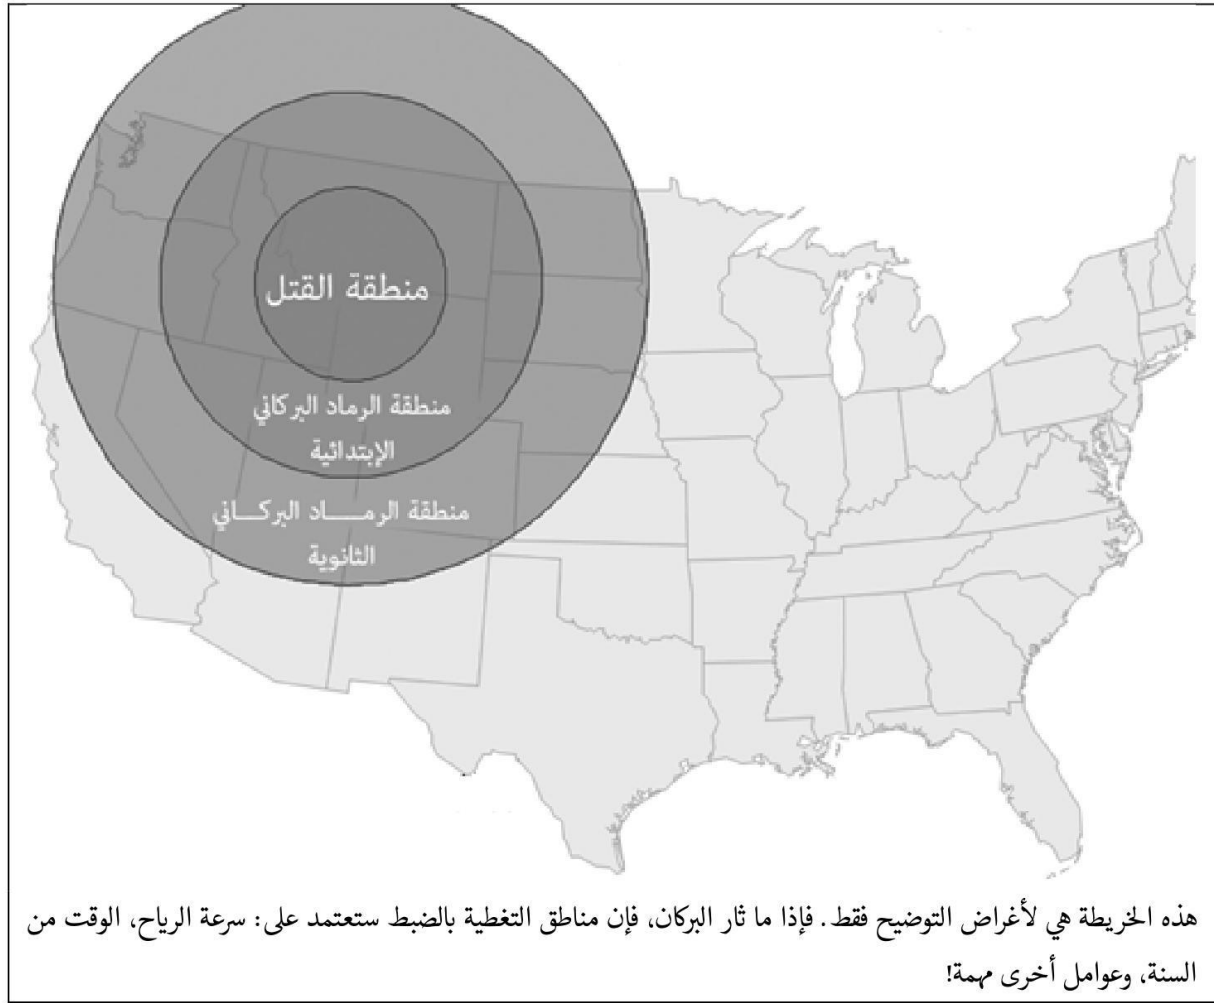 منطقة القتل
منطقة الرماد البركاني
الإبتدائية
منطقة الرمـــــاد البركـــاني
الثانوية
هذه الخريطة هي لأغراض التوضيح فقط. فإذا ما ثار البركان، فإن مناطق التغطية بالضبط ستعتمد على: سرعة الرياح، الوقت من
السنة، وعوامل أخرى مهمة!